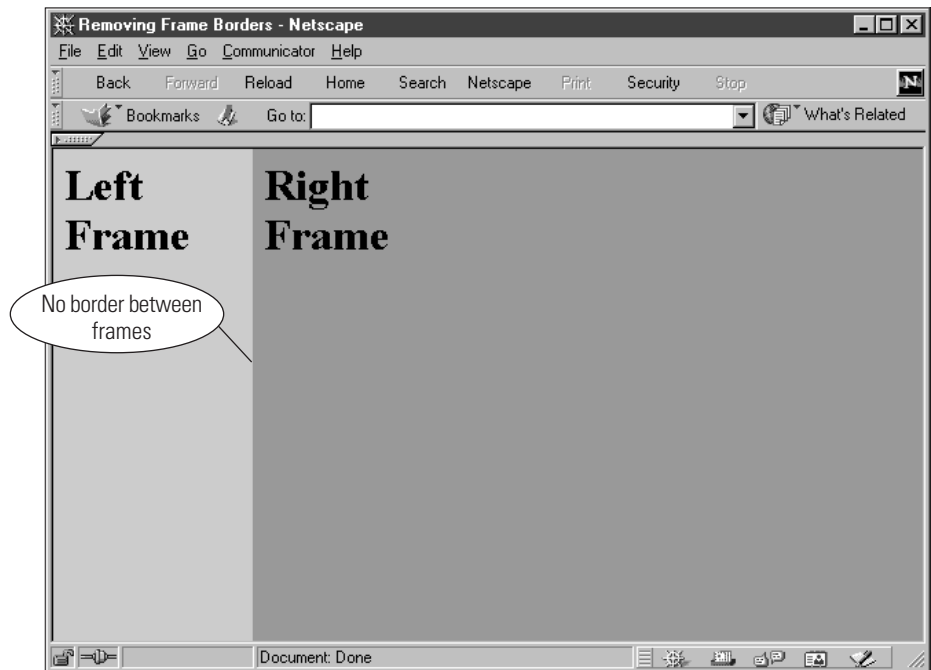 Removing Frame Borders - Netscape
File Edit View Go Communicator Help
Back Forward Reload Home Search Netscape Print Security Stop N
Bookmarks Go to: What's Related
Left Right
Frame Frame
No border between
frames
Document: Done